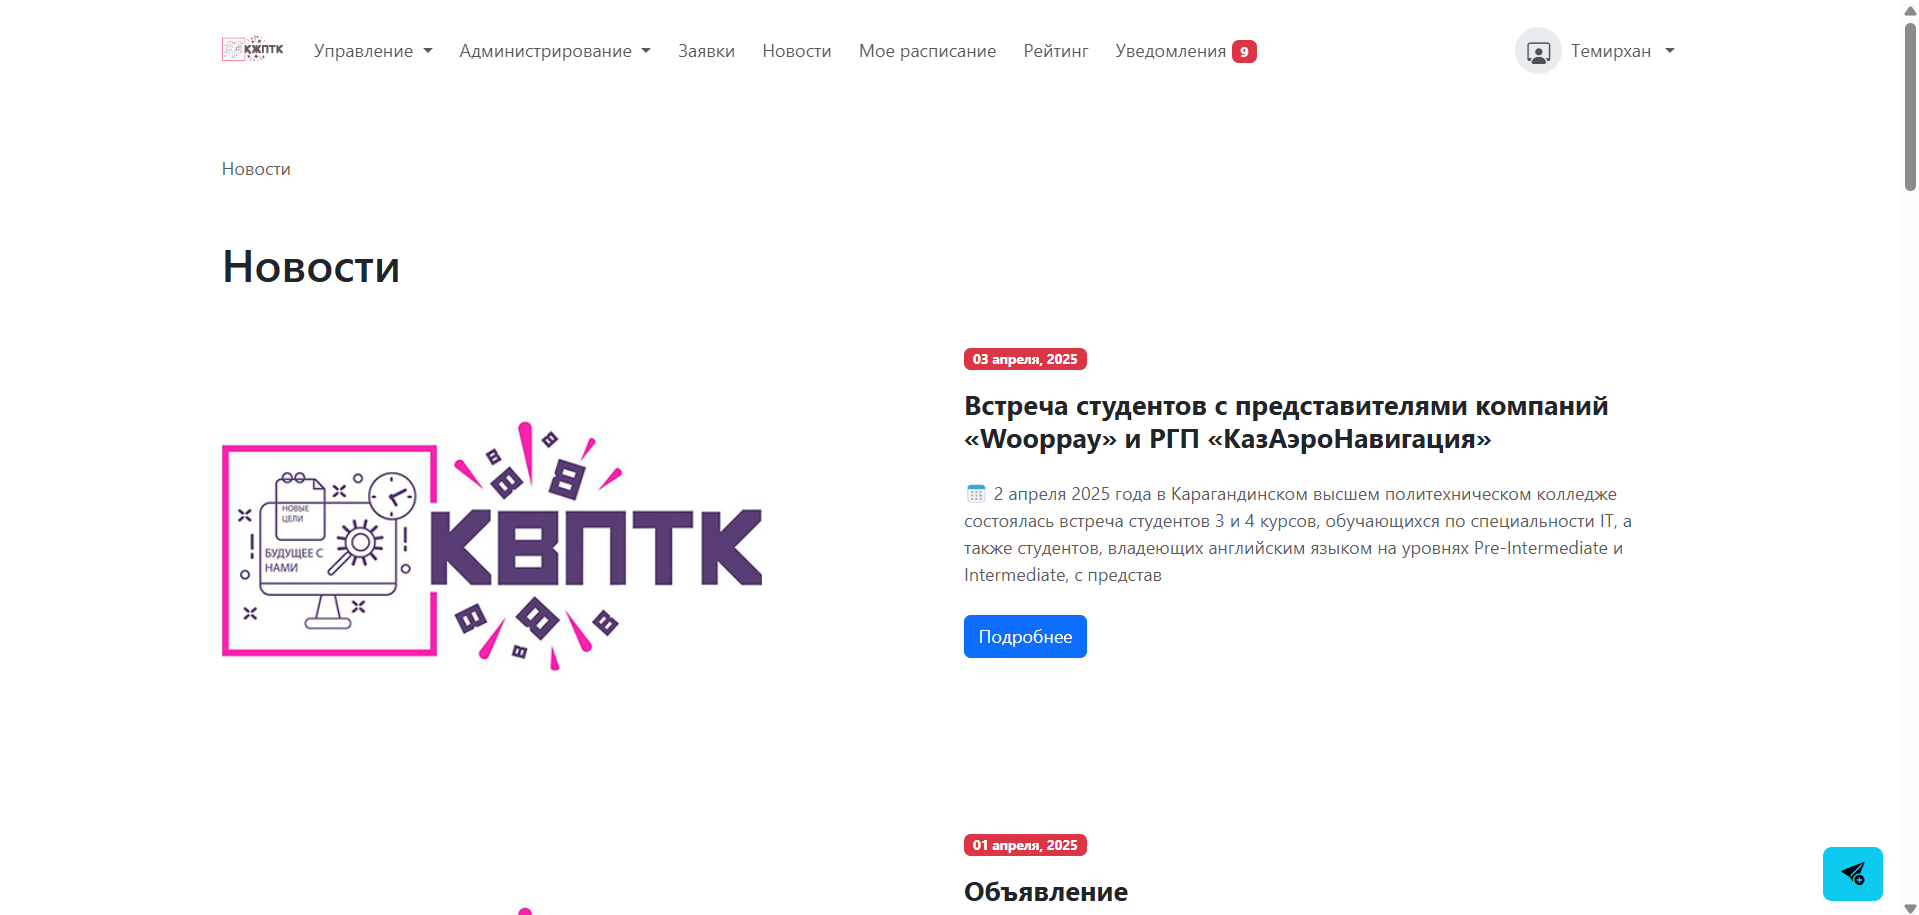 КЖПТК
Управление
Администрирование
Заявки
Новости
Мое расписание
Рейтинг
Уведомления 9
Темирхан
Новости
Новости
НОВЫЕ
ЦЕЛИ
БУДУЩЕЕ С
НАМИ
В
В
В
В
КВПТК
В
В
В
В
03 апреля, 2025
Встреча студентов с представителями компаний
«Wooppay» и РГП «КазАэроНавигация»
2 апреля 2025 года в Карагандинском высшем политехническом колледже
состоялась встреча студентов 3 и 4 курсов, обучающихся по специальности IT, а
также студентов, владеющих английским языком на уровнях Pre-Intermediate и
Intermediate, с представ
Подробнее
01 апреля, 2025
Объявление